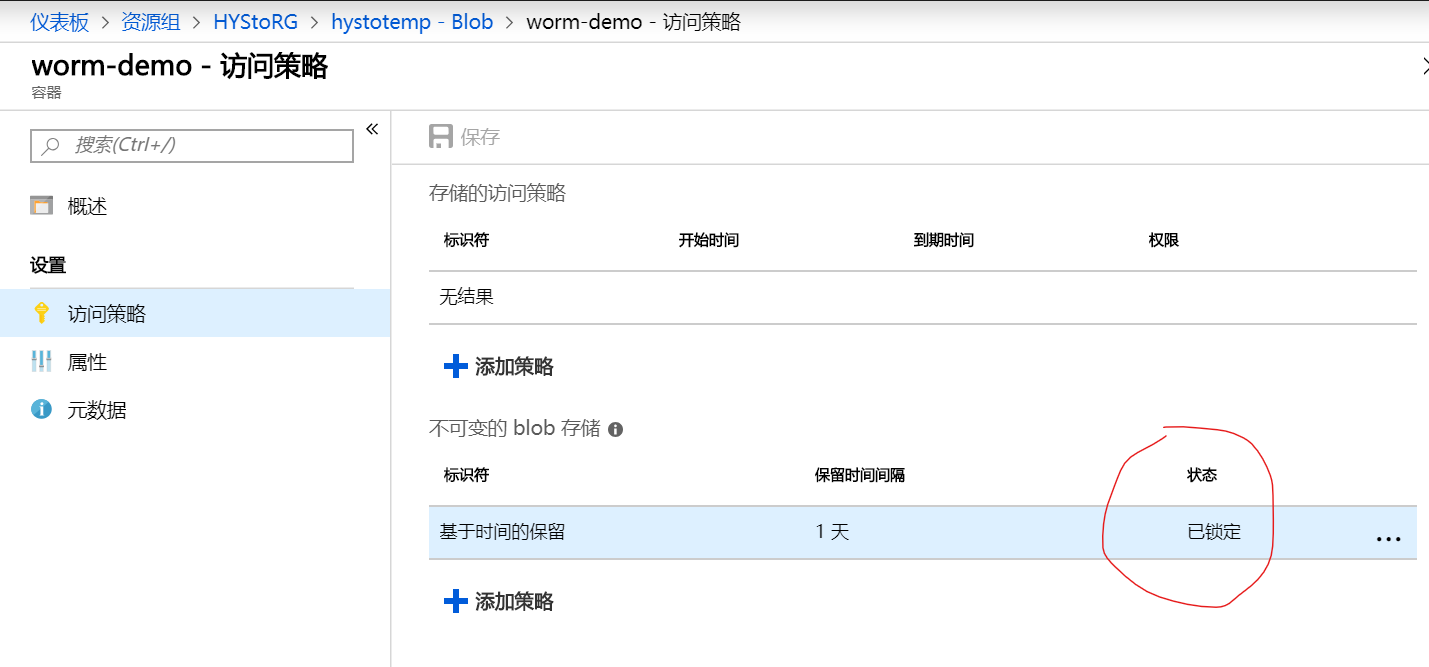 仪表板 > 资源组 > HYStoRG > hystotemp - Blob > worm-demo - 访问策略
worm-demo - 访问策略
容器
搜索(Ctrl+/)
«
概述
设置
访问策略
属性
元数据
保存
存储的访问策略
标识符 开始时间 到期时间 权限
无结果
添加策略
不可变的 blob 存储
标识符 保留时间间隔 状态
基于时间的保留 1 天 已锁定 ...
添加策略